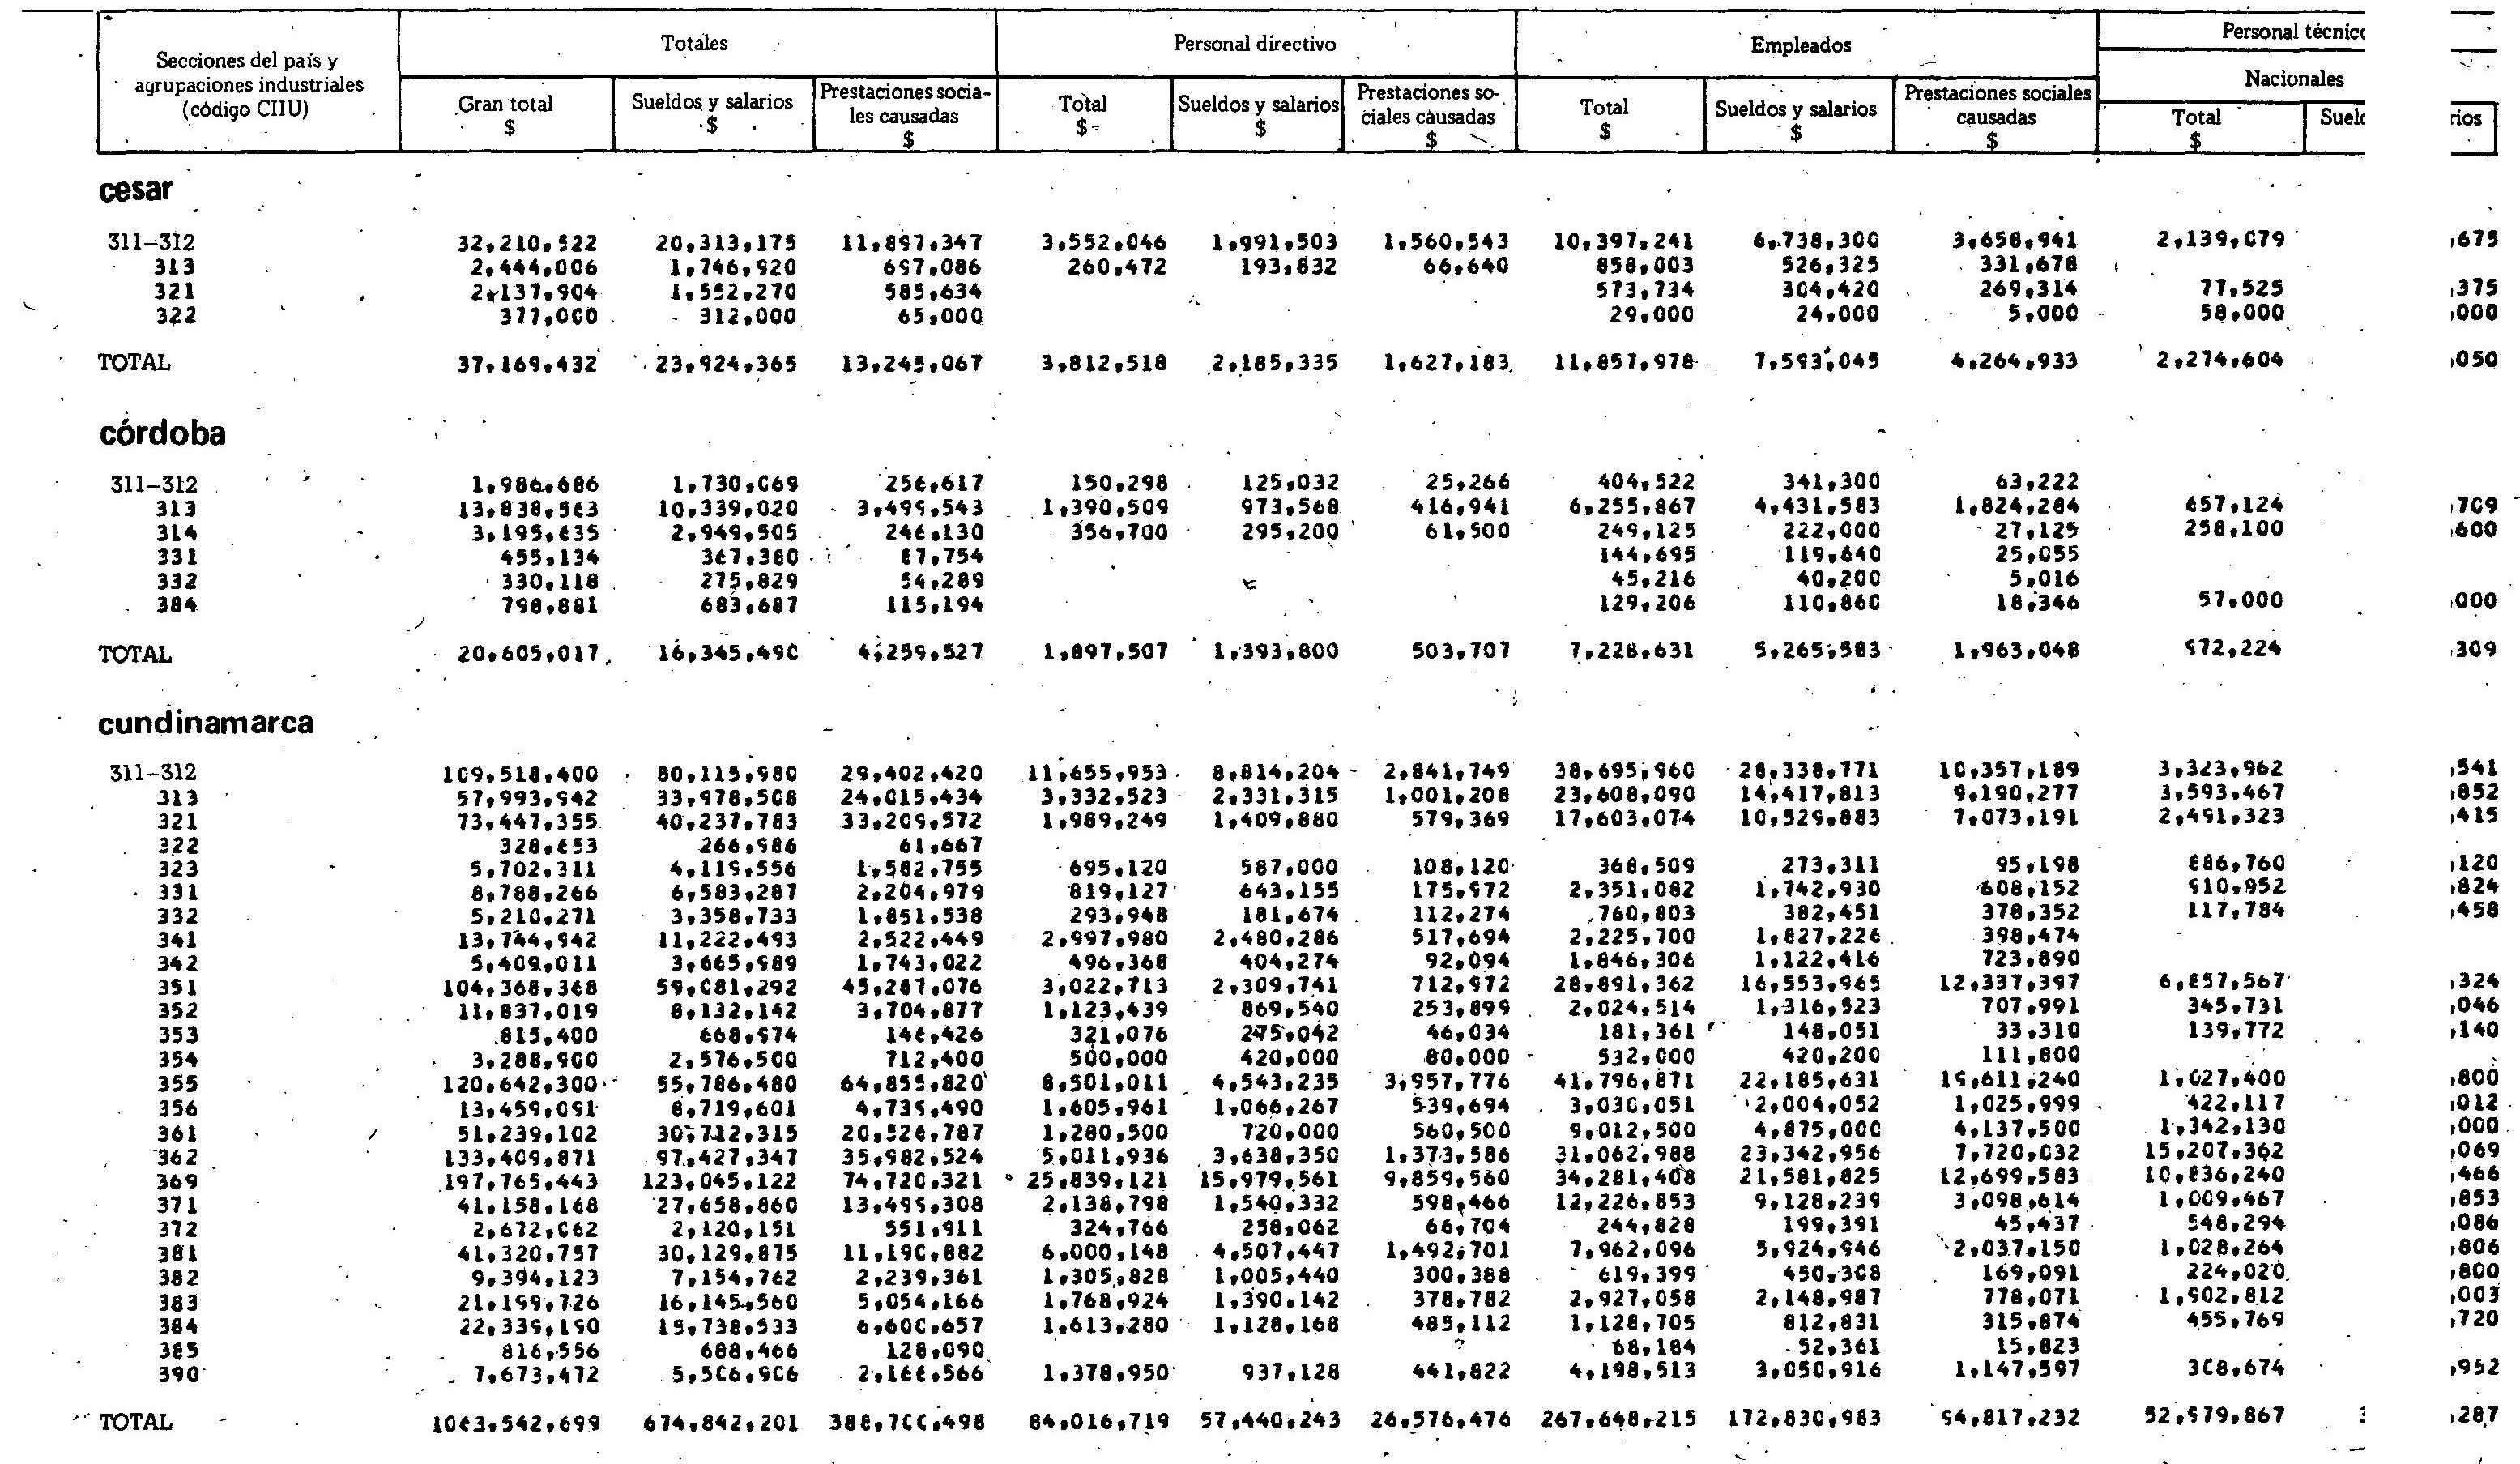 Totales Personal directivo Empleados Personal técnico
Secciones del país y
agrupaciones industriales
(código CIIU)
Nacionales
Gran total
$
Sueldos y salarios
$
Prestaciones socia-
les causadas
$
Total
$
Sueldos y salarios
$
Prestaciones so-
ciales causadas
$
Total
$
Sueldos y salarios
$
Prestaciones sociales
causadas
$
Total
$
cesar
311-312 32,210,522 20,313,175 11,897,347 3,552,046 1,991,503 1,560,543 10,397,241 6,738,300 3,658,941 2,139,079 ,675
313 2,444,006 1,746,920 697,086 260,472 193,832 66,640 858,003 526,325 331,678
321 2,137,904 1,552,270 585,634 573,734 304,420 269,314 77,525 ,375
322 377,000 312,000 65,000 29,000 24,000 5,000 58,000 ,000
TOTAL 37,169,432 23,924,365 13,245,067 3,812,518 2,185,335 1,627,183 11,857,978 7,593,045 4,264,933 2,274,604 ,050
córdoba
311-312 1,986,686 1,730,069 256,617 150,298 125,032 25,266 404,522 341,300 63,222
313 13,838,563 10,339,020 3,499,543 1,390,509 973,568 416,941 6,255,867 4,431,583 1,824,284 657,124 ,709
314 3,195,635 2,949,505 246,130 356,700 295,200 61,500 249,125 222,000 27,125 258,100 ,600
331 455,134 367,380 87,754 144,695 119,640 25,055
332 330,118 275,829 54,289 45,216 40,200 5,016
384 798,881 683,687 115,194 129,206 110,860 18,346 57,000 ,000
TOTAL 20,605,017 16,345,490 4,259,527 1,897,507 1,393,800 503,707 7,228,631 5,265,583 1,963,048 972,224 ,309
cundinamarca
311-312 109,518,400 80,115,980 29,402,420 11,655,953 8,814,204 2,841,749 38,695,960 28,338,771 10,357,189 3,323,962 ,541
313 57,993,942 33,978,508 24,015,434 3,332,523 2,331,315 1,001,208 23,608,090 14,417,813 9,190,277 3,593,467 ,852
321 73,447,355 40,237,783 33,209,572 1,989,249 1,409,880 579,369 17,603,074 10,529,883 7,073,191 2,491,323 ,415
322 328,653 266,986 61,667
323 5,702,311 4,119,556 1,582,755 695,120 587,000 108,120 368,509 273,311 95,198 886,760 ,120
331 8,788,266 6,583,287 2,204,979 819,127 643,155 175,972 2,351,082 1,742,930 608,152 910,952 ,824
332 5,210,271 3,358,733 1,851,538 293,948 181,674 112,274 760,803 382,451 378,352 117,784 ,458
341 13,744,942 11,222,493 2,522,449 2,997,980 2,480,286 517,694 2,225,700 1,827,226 398,474
342 5,409,011 3,665,989 1,743,022 496,368 404,274 92,094 1,846,306 1,122,416 723,890
351 104,368,368 59,081,292 45,287,076 3,022,713 2,309,741 712,972 28,891,362 16,553,965 12,337,397 6,857,567 ,324
352 11,837,019 8,132,142 3,704,877 1,123,439 869,540 253,899 2,024,514 1,316,523 707,991 345,731 ,046
353 815,400 668,974 146,426 321,076 275,042 46,034 181,361 148,051 33,310 139,772 ,140
354 3,288,900 2,576,500 712,400 500,000 420,000 80,000 532,000 420,200 111,800
355 120,642,300 55,786,480 64,855,820 8,501,011 4,543,235 3,957,776 41,796,871 22,185,631 19,611,240 1,027,400 ,800
356 13,459,091 8,719,601 4,739,490 1,605,961 1,066,267 539,694 3,030,051 2,004,052 1,025,999 422,117 ,012
361 51,239,102 30,712,315 20,526,787 1,280,500 720,000 560,500 9,012,500 4,875,000 4,137,500 1,342,130 ,000
362 133,409,871 97,427,347 35,982,524 5,011,936 3,638,350 1,373,586 31,062,988 23,342,956 7,720,032 15,207,362 ,069
369 197,765,443 123,045,122 74,720,321 25,839,121 15,979,561 9,859,560 34,281,408 21,581,825 12,699,583 10,836,240 ,466
371 41,158,168 27,658,860 13,499,308 2,138,798 1,540,332 598,466 12,226,853 9,128,239 3,098,614 1,009,467 ,853
372 2,672,062 2,120,151 551,911 324,766 258,062 66,704 244,828 199,391 45,437 548,294 ,086
381 41,320,757 30,129,875 11,190,882 6,000,148 4,507,447 1,492,701 7,962,096 5,924,946 2,037,150 1,028,264 ,806
382 9,394,123 7,154,762 2,239,361 1,305,828 1,005,440 300,388 619,399 450,308 169,091 224,020 ,800
383 21,199,726 16,145,560 5,054,166 1,768,924 1,390,142 378,782 2,927,058 2,148,987 778,071 1,902,812 ,003
384 22,339,190 15,738,533 6,600,657 1,613,280 1,128,168 485,112 1,128,705 812,831 315,874 455,769 ,720
385 816,556 688,466 128,090 68,184 52,361 15,823
390 7,673,472 5,506,906 2,166,566 1,378,950 937,128 441,822 4,198,513 3,050,916 1,147,597 308,674 ,952
TOTAL 1063,542,699 674,842,201 388,700,498 84,016,719 57,440,243 26,576,476 267,648,215 172,830,983 94,817,232 52,979,867 ,287